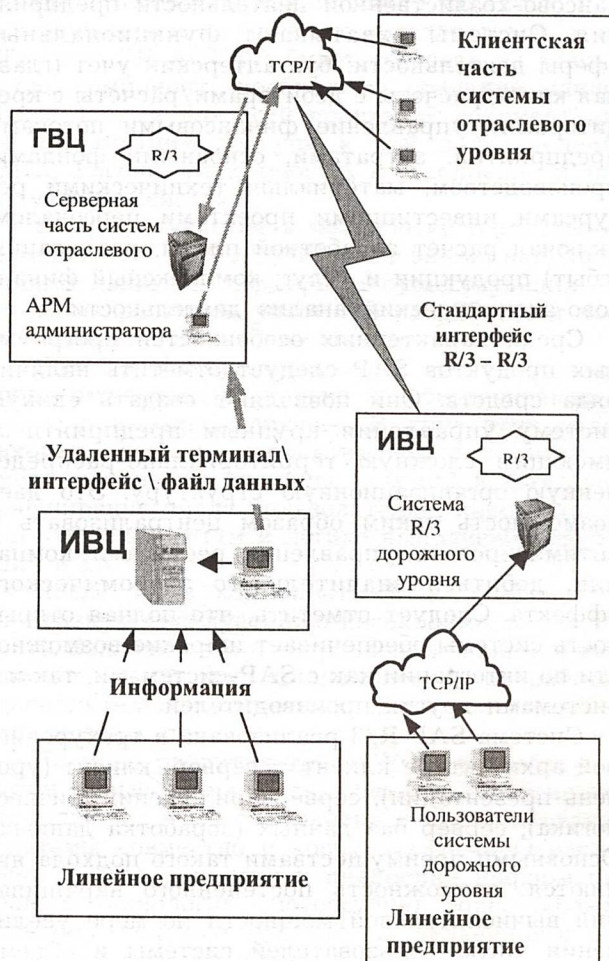 TCP/I
Клиентская
часть
системы
отраслевого
уровня
ГВЦ
R/3
Серверная
часть систем
отраслевого
АРМ
администратора
Стандартный
интерфейс
R/3 – R/3
Удаленный терминал\
интерфейс \ файл данных
ИВЦ
Информация
Линейное предприятие
ИВЦ
R/3
Система
R/3
дорожного
уровня
TCP/IP
Пользователи
системы
дорожного
уровня
Линейное
предприятие